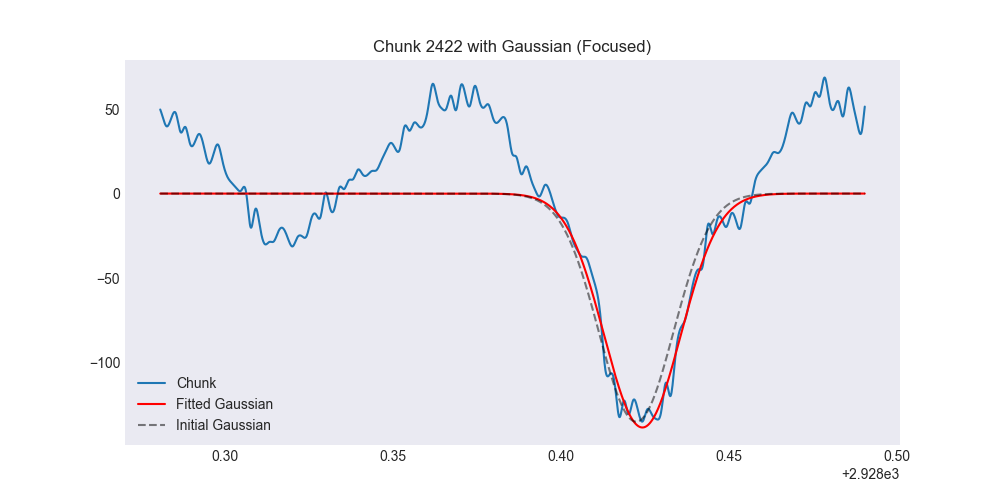 Chunk 2422 with Gaussian (Focused)
50
0
−50
−100
Chunk
Fitted Gaussian
Initial Gaussian
0.30 0.35 0.40 0.45 0.50
+2.928e3